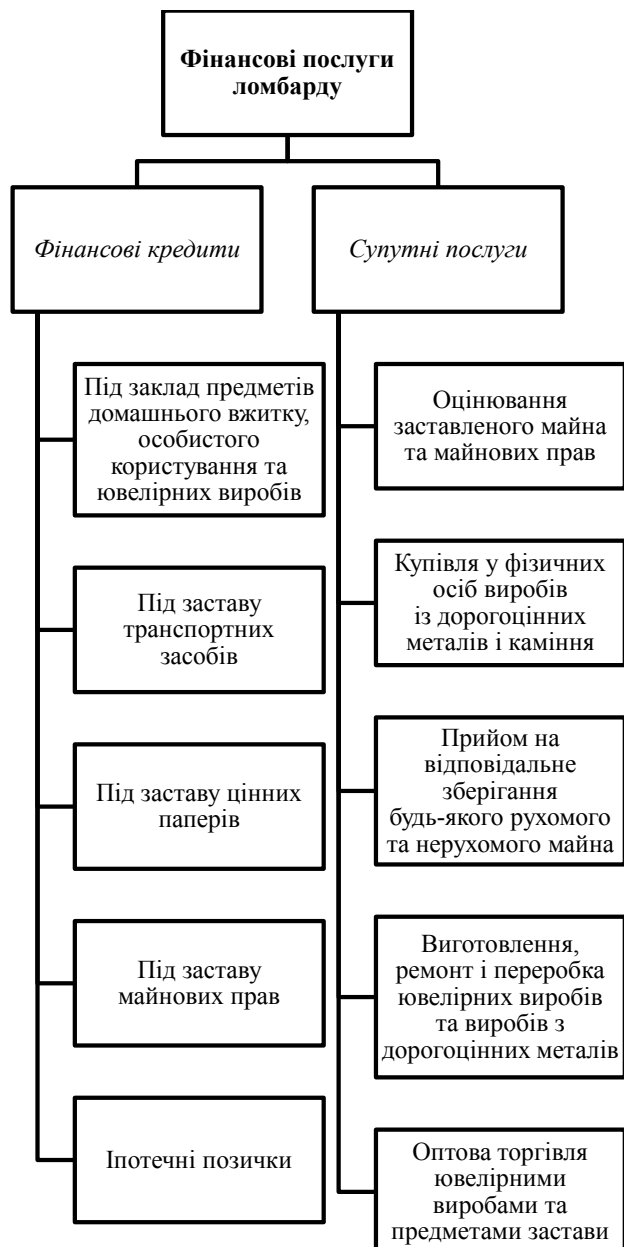 Фінансові послуги
ломбарду
Фінансові кредити
Супутні послуги
Під заклад предметів
домашнього вжитку,
особистого
користування та
ювелірних виробів
Під заставу
транспортних
засобів
Під заставу цінних
паперів
Під заставу
майнових прав
Іпотечні позички
Оцінювання
заставленого майна
та майнових прав
Купівля у фізичних
осіб виробів
із дорогоцінних
металів і каміння
Прийом на
відповідальне
зберігання
будь-якого рухомого
та нерухомого майна
Виготовлення,
ремонт і переробка
ювелірних виробів
та виробів з
дорогоцінних металів
Оптова торгівля
ювелірними
виробами та
предметами застави